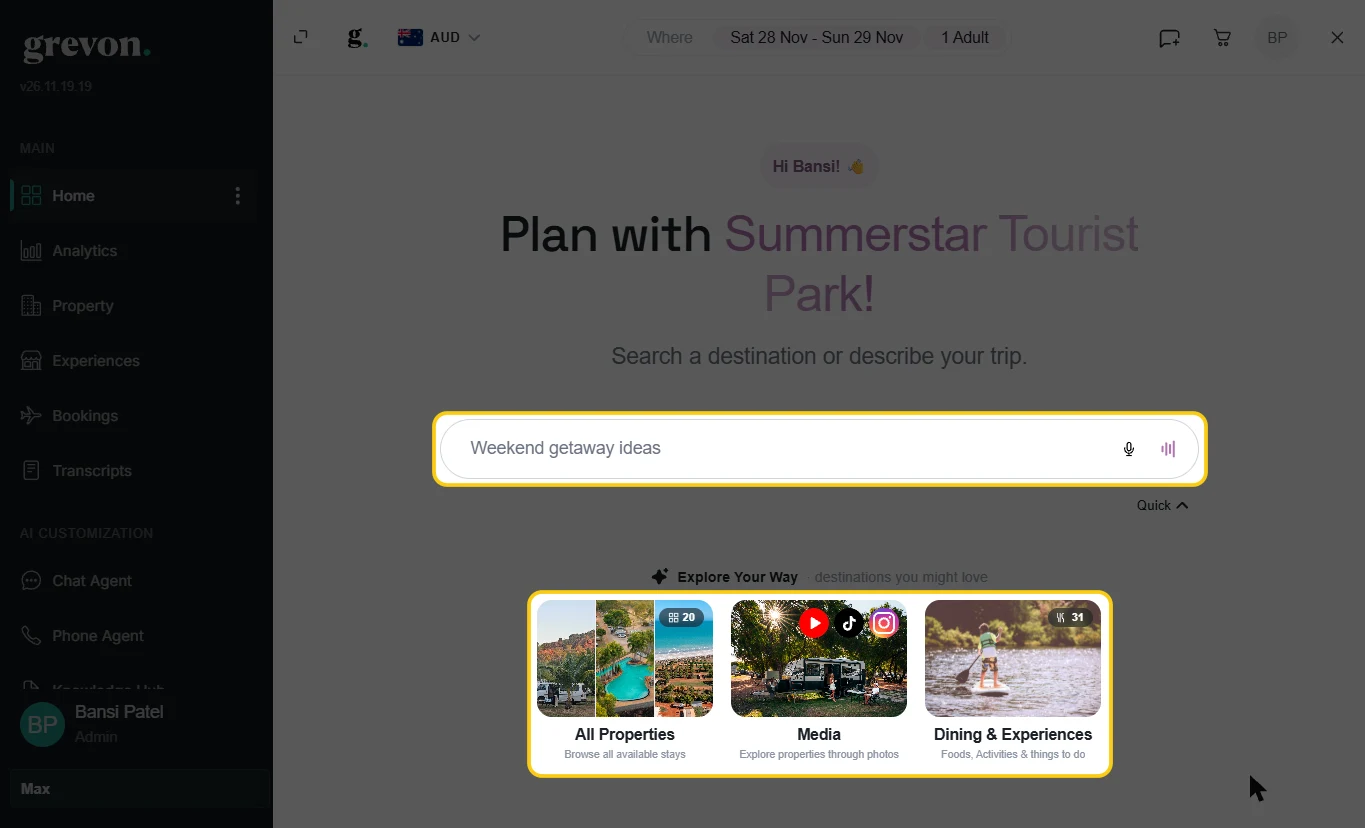 grevon.
v26.11.19.19
MAIN
Home
Analytics
Property
Experiences
Bookings
Transcripts
AI CUSTOMIZATION
Chat Agent
Phone Agent
Knowledge Hub
BP
Bansi Patel
Admin
Max
g.
AUD
Where
Sat 28 Nov - Sun 29 Nov
1 Adult
BP
Hi Bansi! 👋
Plan with Summerstar Tourist
Park!
Search a destination or describe your trip.
Weekend getaway ideas
Quick
Explore Your Way · destinations you might love
20
31
All Properties
Browse all available stays
Media
Explore properties through photos
Dining & Experiences
Foods, Activities & things to do